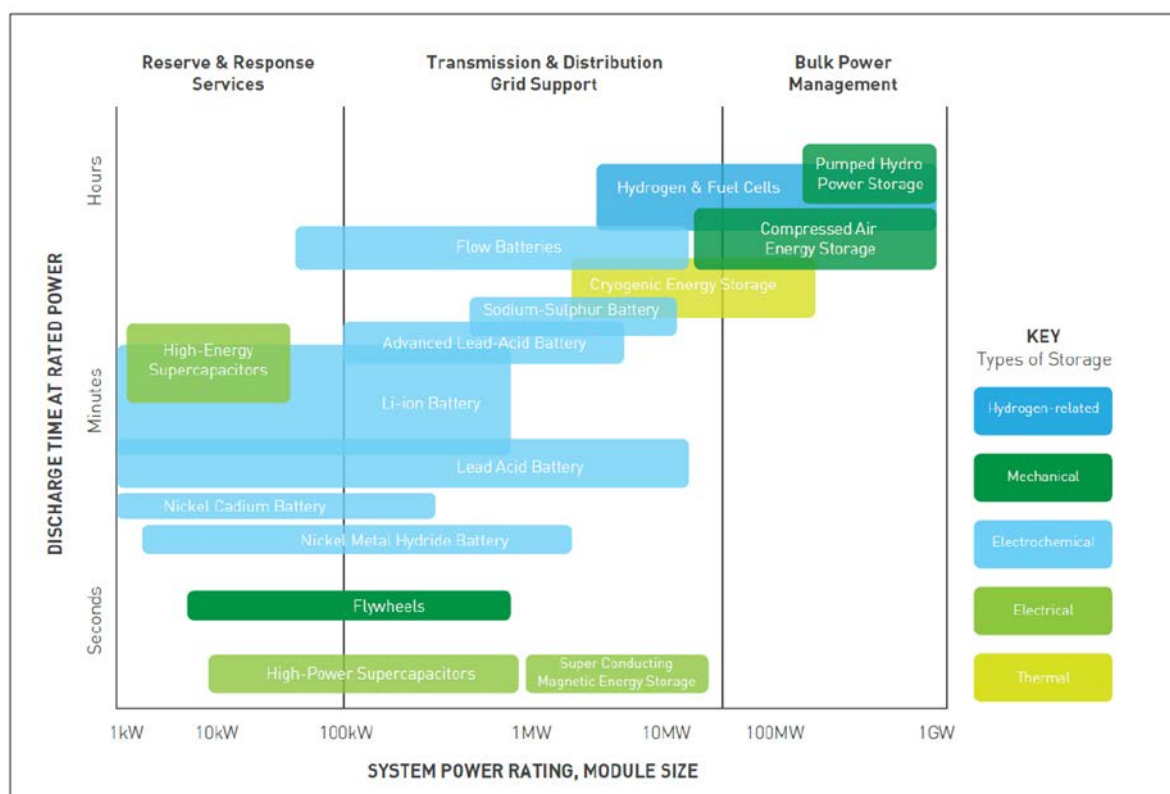 Reserve & Response
Services
Transmission & Distribution
Grid Support
Bulk Power
Management
DISCHARGE TIME AT RATED POWER
Hours
Minutes
Seconds
Pumped Hydro
Power Storage
Hydrogen & Fuel Cells
Compressed Air
Energy Storage
Flow Batteries
Cryogenic Energy Storage
Sodium-Sulphur Battery
Advanced Lead-Acid Battery
High-Energy
Supercapacitors
Li-ion Battery
Lead Acid Battery
Nickel Cadium Battery
Nickel Metal Hydride Battery
Flywheels
High-Power Supercapacitors
Super Conducting
Magnetic Energy Storage
1kW
10kW
100kW
1MW
10MW
100MW
1GW
SYSTEM POWER RATING, MODULE SIZE
KEY
Types of Storage
Hydrogen-related
Mechanical
Electrochemical
Electrical
Thermal